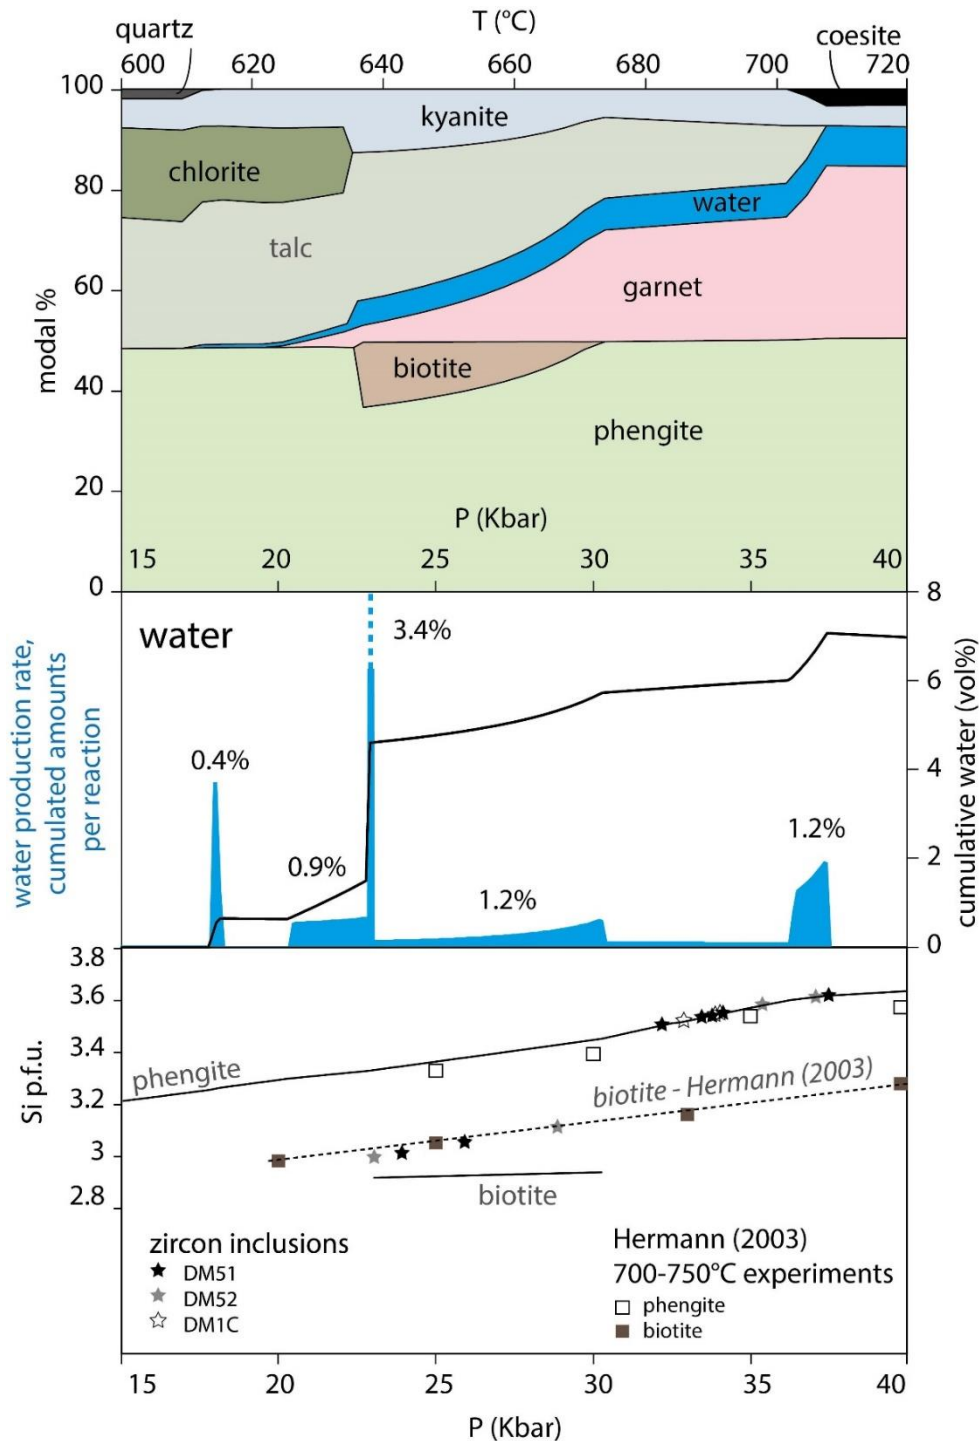 T (°C)
quartz
coesite
600 620 640 660 680 700 720
100
80
60
40
20
0
modal %
kyanite
chlorite
talc
water
garnet
biotite
phengite
P (Kbar)
15 20 25 30 35 40
water production rate,
cumulated amounts
per reaction
water
0.4%
0.9%
3.4%
1.2%
1.2%
8
6
4
2
0
cumulative water (vol%)
3.8
3.6
3.4
3.2
3
2.8
Si p.f.u.
phengite
biotite - Hermann (2003)
biotite
zircon inclusions
DM51
DM52
DM1C
Hermann (2003)
700-750°C experiments
phengite
biotite
15 20 25 30 35 40
P (Kbar)